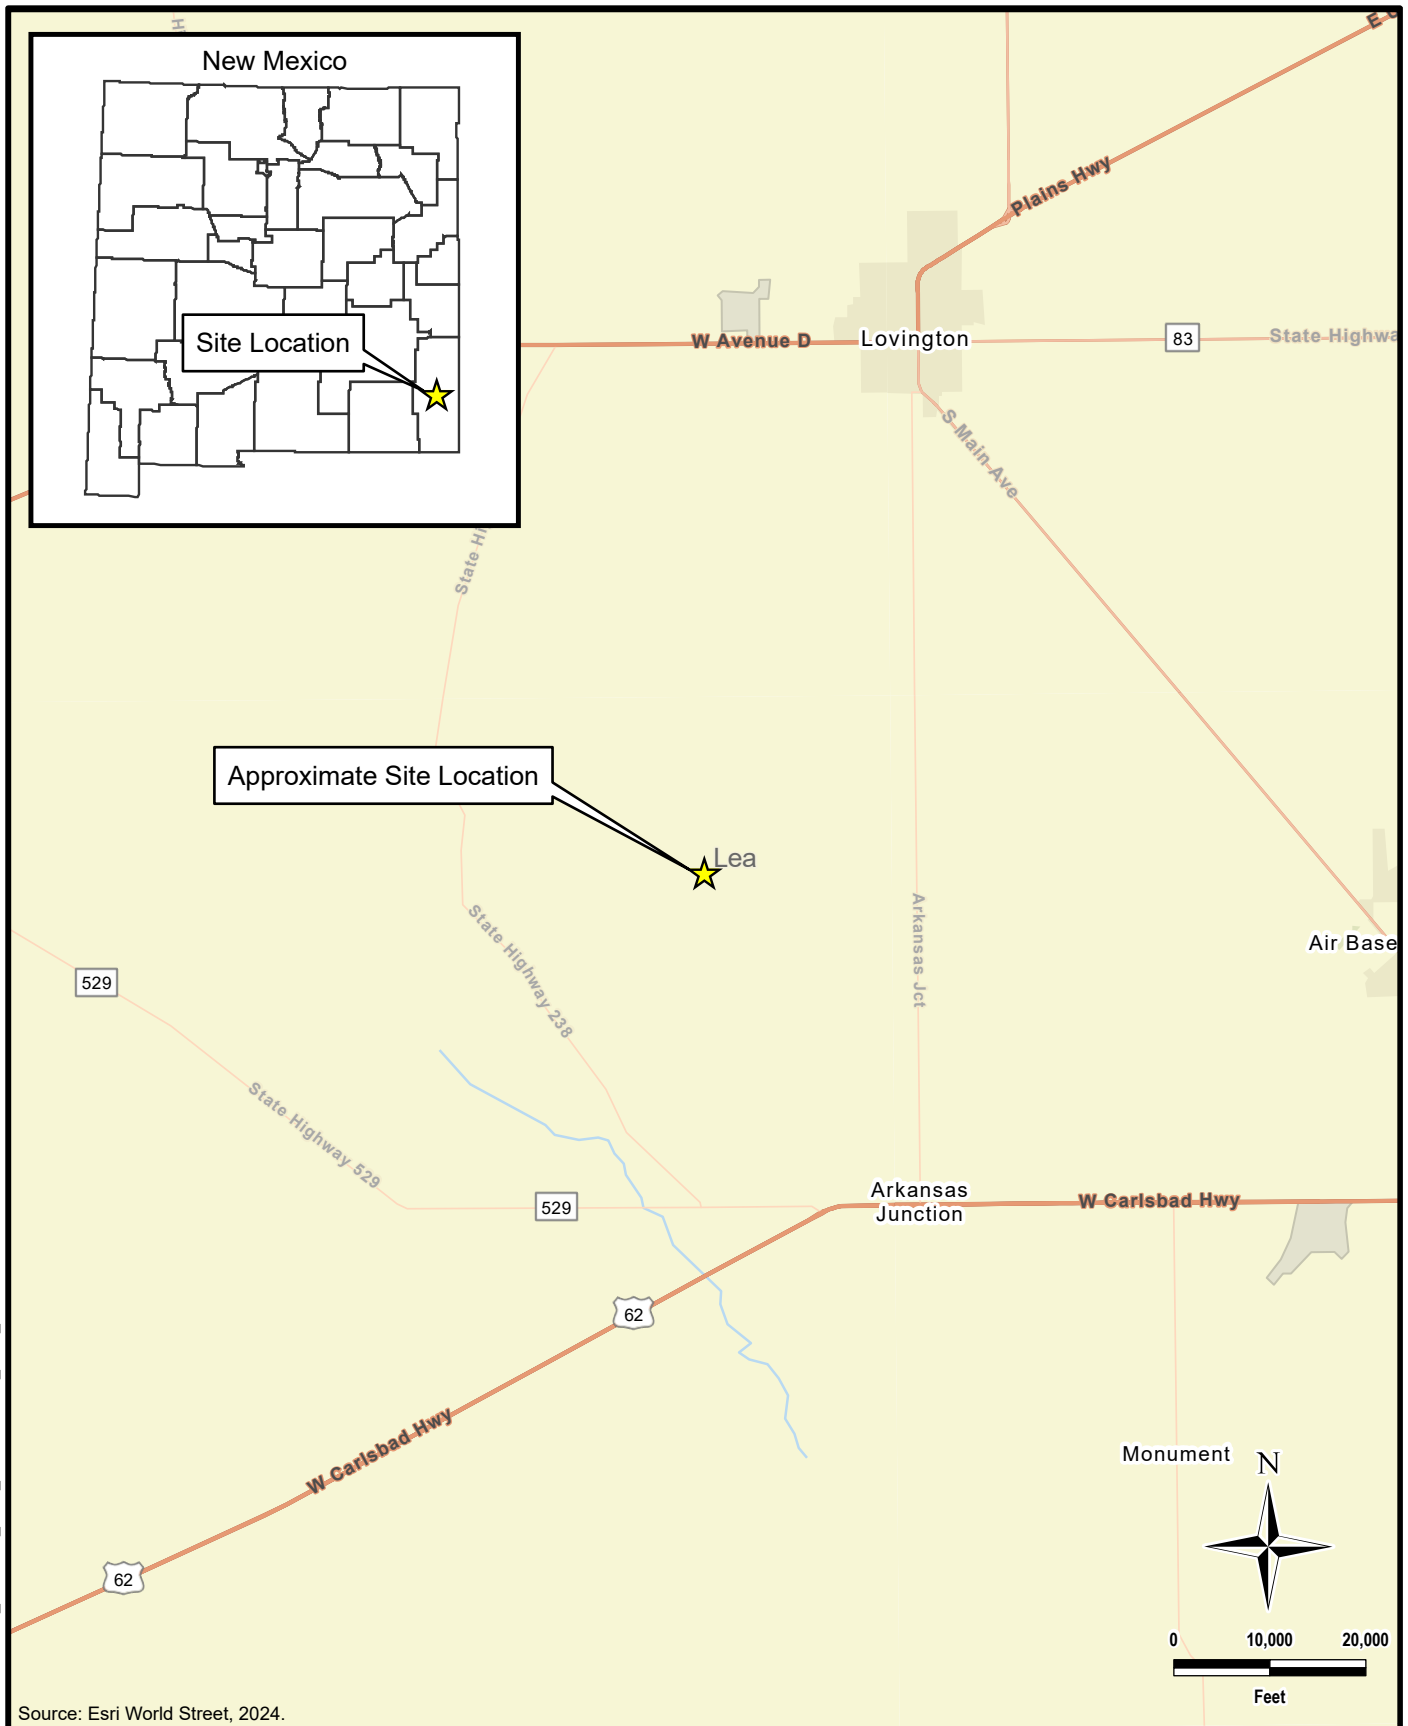 New Mexico
Site Location
Plains Hwy
W Avenue D
Lovington
83
State Highwa
S Main Ave
State Hi
Approximate Site Location
Lea
Arkansas Jct
Air Base
529
State Highway 238
State Highway 529
529
Arkansas
Junction
W Carlsbad Hwy
62
W Carlsbad Hwy
Monument
N
62
0 10,000 20,000
Feet
Source: Esri World Street, 2024.